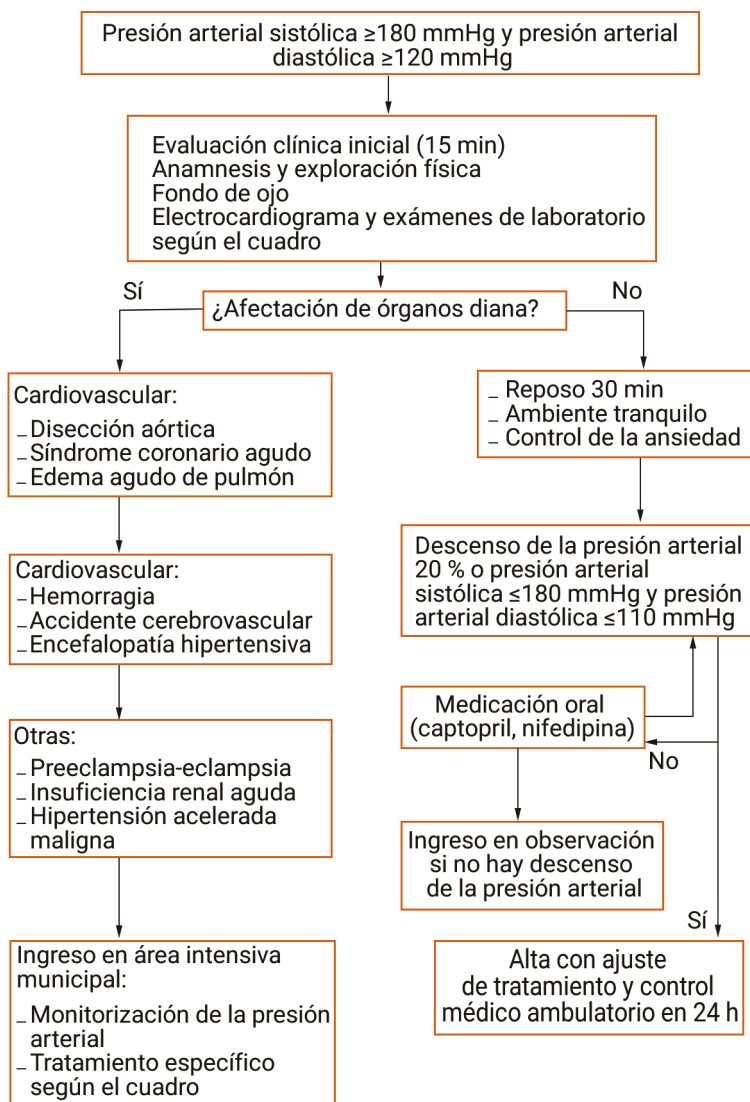 Presión arterial sistólica ≥180 mmHg y presión arterial
diastólica ≥120 mmHg
Evaluación clínica inicial (15 min)
Anamnesis y exploración física
Fondo de ojo
Electrocardiograma y exámenes de laboratorio
según el cuadro
¿Afectación de órganos diana?
Sí
No
Cardiovascular:
– Disección aórtica
– Síndrome coronario agudo
– Edema agudo de pulmón
Cardiovascular:
– Hemorragia
– Accidente cerebrovascular
– Encefalopatía hipertensiva
Otras:
– Preeclampsia-eclampsia
– Insuficiencia renal aguda
– Hipertensión acelerada
maligna
Ingreso en área intensiva
municipal:
– Monitorización de la presión
arterial
– Tratamiento específico
según el cuadro
– Reposo 30 min
– Ambiente tranquilo
– Control de la ansiedad
Descenso de la presión arterial
20 % o presión arterial
sistólica ≤180 mmHg y presión
arterial diastólica ≤110 mmHg
Medicación oral
(captopril, nifedipina)
No
Ingreso en observación
si no hay descenso
de la presión arterial
Sí
Alta con ajuste
de tratamiento y control
médico ambulatorio en 24 h